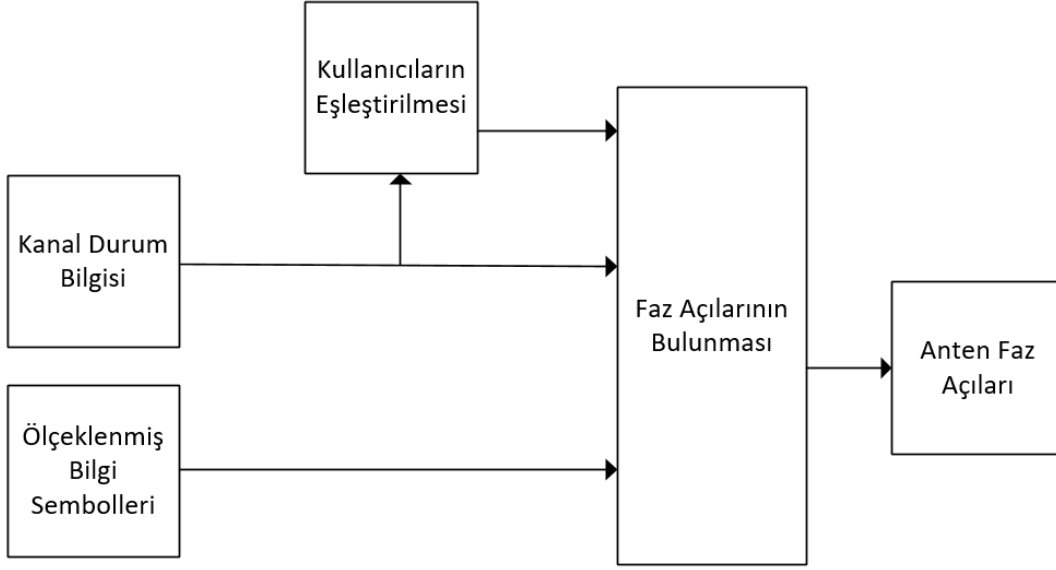 Kullanıcıların
Eşleştirilmesi
Kanal Durum
Bilgisi
Ölçeklenmiş
Bilgi
Sembolleri
Faz Açılarının
Bulunması
Anten Faz
Açıları